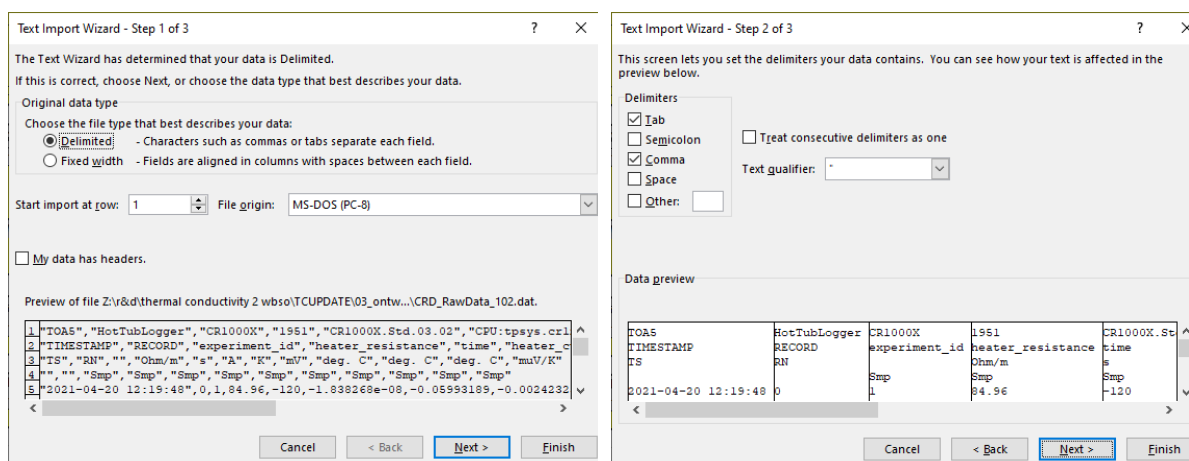 Text Import Wizard - Step 1 of 3
The Text Wizard has determined that your data is Delimited.
If this is correct, choose Next, or choose the data type that best describes your data.
Original data type
Choose the file type that best describes your data:
Delimited - Characters such as commas or tabs separate each field.
Fixed width - Fields are aligned in columns with spaces between each field.
Start import at row: 1 File origin: MS-DOS (PC-8)
My data has headers.
Preview of file Z:\r&d\thermal conductivity 2 wbso\TCUPDATE\03_ontw...\CRD_RawData_102.dat.
1 "TOA5","HotTubLogger","CR1000X","1951","CR1000X.Std.03.02","CPU:tpsys.cr1
2 "TIMESTAMP","RECORD","experiment_id","heater_resistance","time","heater_c
3 "TS","RN","","Ohm/m","s","A","K","mV","deg. C","deg. C","deg. C","muV/K"
4 "","","Smp","Smp","Smp","Smp","Smp","Smp","Smp","Smp","Smp","Smp"
5 "2021-04-20 12:19:48",0,1,84.96,-120,-1.838268e-08,-0.05993189,-0.0024232
Cancel < Back Next > Finish
Text Import Wizard - Step 2 of 3
This screen lets you set the delimiters your data contains. You can see how your text is affected in the
preview below.
Delimiters
Tab
Semicolon
Comma
Space
Other:
Treat consecutive delimiters as one
Text qualifier: "
Data preview
TOA5 HotTubLogger CR1000X 1951 CR1000X.St
TIMESTAMP RECORD experiment_id heater_resistance time
TS RN Ohm/m s
Smp Smp Smp
2021-04-20 12:19:48 0 1 84.96 -120
Cancel < Back Next > Finish